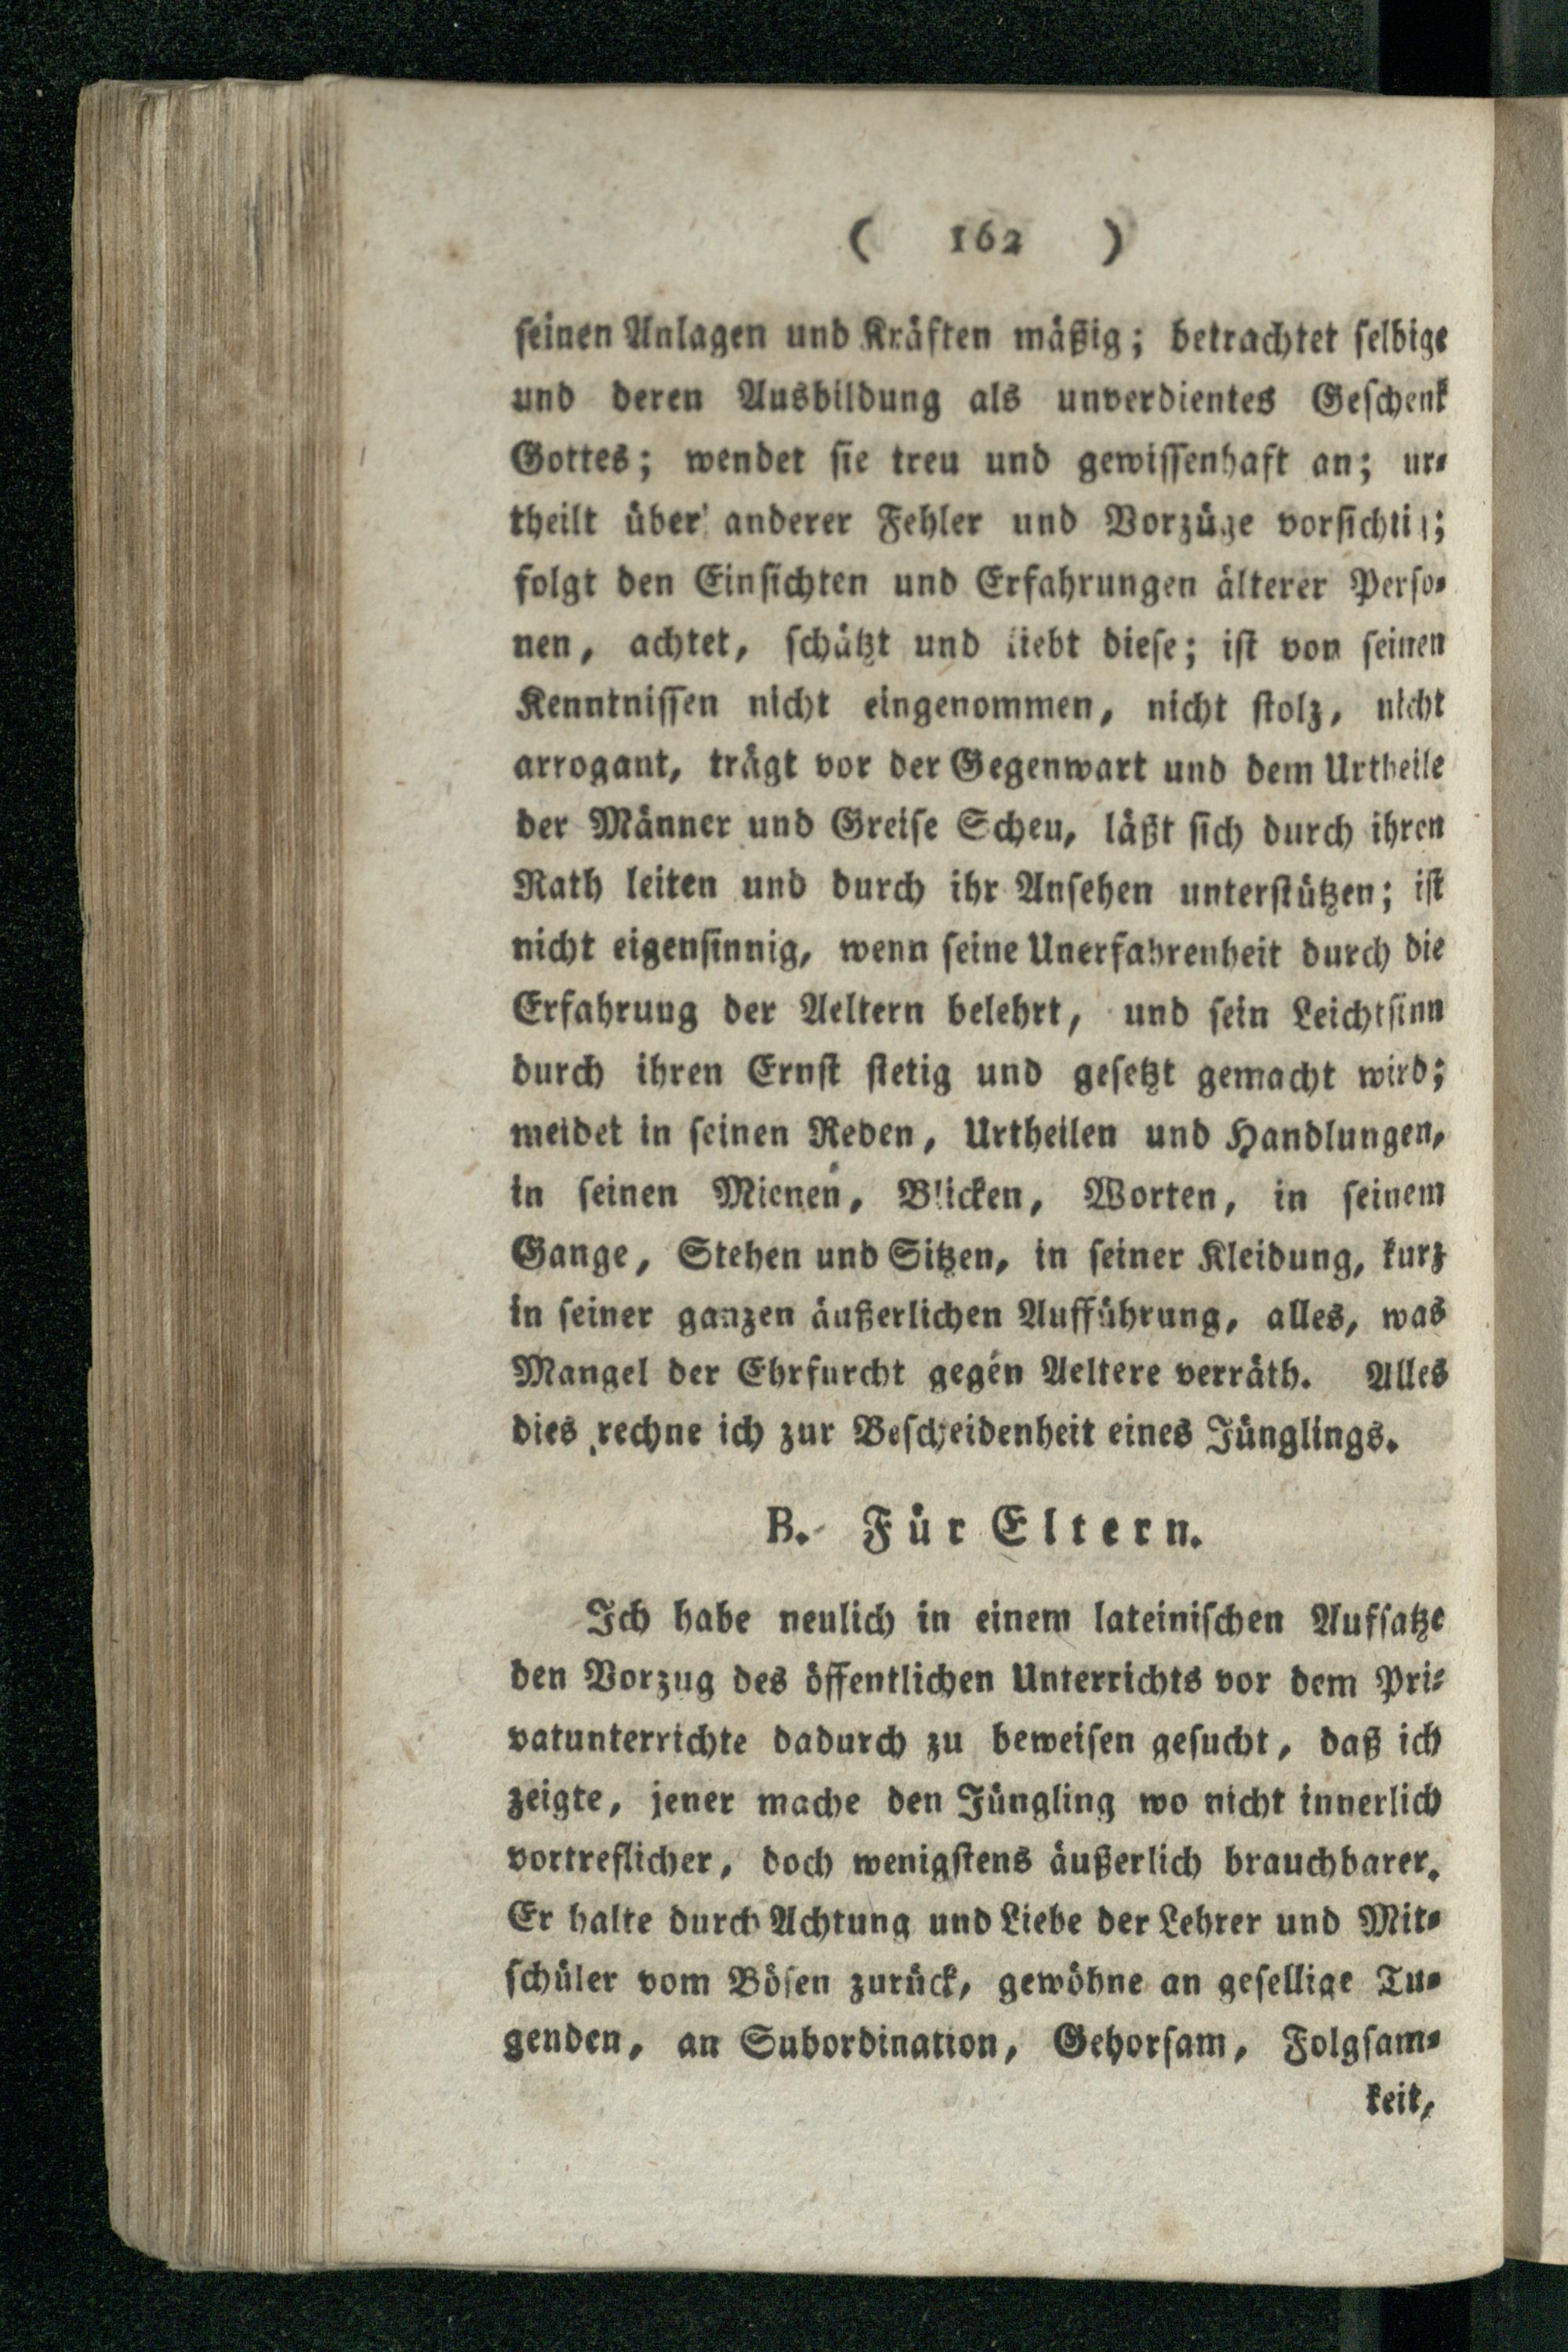 ( 162 )
seinen Anlagen und Kräften mäßig; betrachtet selbige
und deren Ausbildung als unverdientes Geschenk
Gottes; wendet sie treu und gewissenhaft an; ur-
theilt über anderer Fehler und Vorzüge vorsichtig;
folgt den Einsichten und Erfahrungen älterer Perso-
nen, achtet, schätzt und liebt diese; ist von seinen
Kenntnissen nicht eingenommen, nicht stolz, nicht
arrogant, trägt vor der Gegenwart und dem Urtheile
der Männer und Greise Scheu, läßt sich durch ihren
Rath leiten und durch ihr Ansehen unterstützen; ist
nicht eigensinnig, wenn seine Unerfahrenheit durch die
Erfahrung der Aeltern belehrt, und sein Leichtsinn
durch ihren Ernst stetig und gesetzt gemacht wird;
meidet in seinen Reden, Urtheilen und Handlungen,
in seinen Mienen, Blicken, Worten, in seinem
Gange, Stehen und Sitzen, in seiner Kleidung, kurz
in seiner ganzen äußerlichen Aufführung, alles, was
Mangel der Ehrfurcht gegen Aeltere verräth. Alles
dies rechne ich zur Bescheidenheit eines Jünglings.
B. Für Eltern.
Ich habe neulich in einem lateinischen Aufsatze
den Vorzug des öffentlichen Unterrichts vor dem Pri-
vatunterrichte dadurch zu beweisen gesucht, daß ich
zeigte, jener mache den Jüngling wo nicht innerlich
vortreflicher, doch wenigstens äußerlich brauchbarer.
Er halte durch Achtung und Liebe der Lehrer und Mit-
schüler vom Bösen zurück, gewöhne an gesellige Tu-
genden, an Subordination, Gehorsam, Folgsam-
keit,